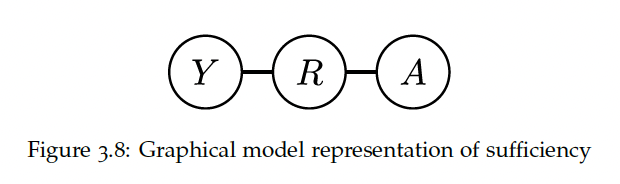 Y R A
Figure 3.8: Graphical model representation of sufficiency